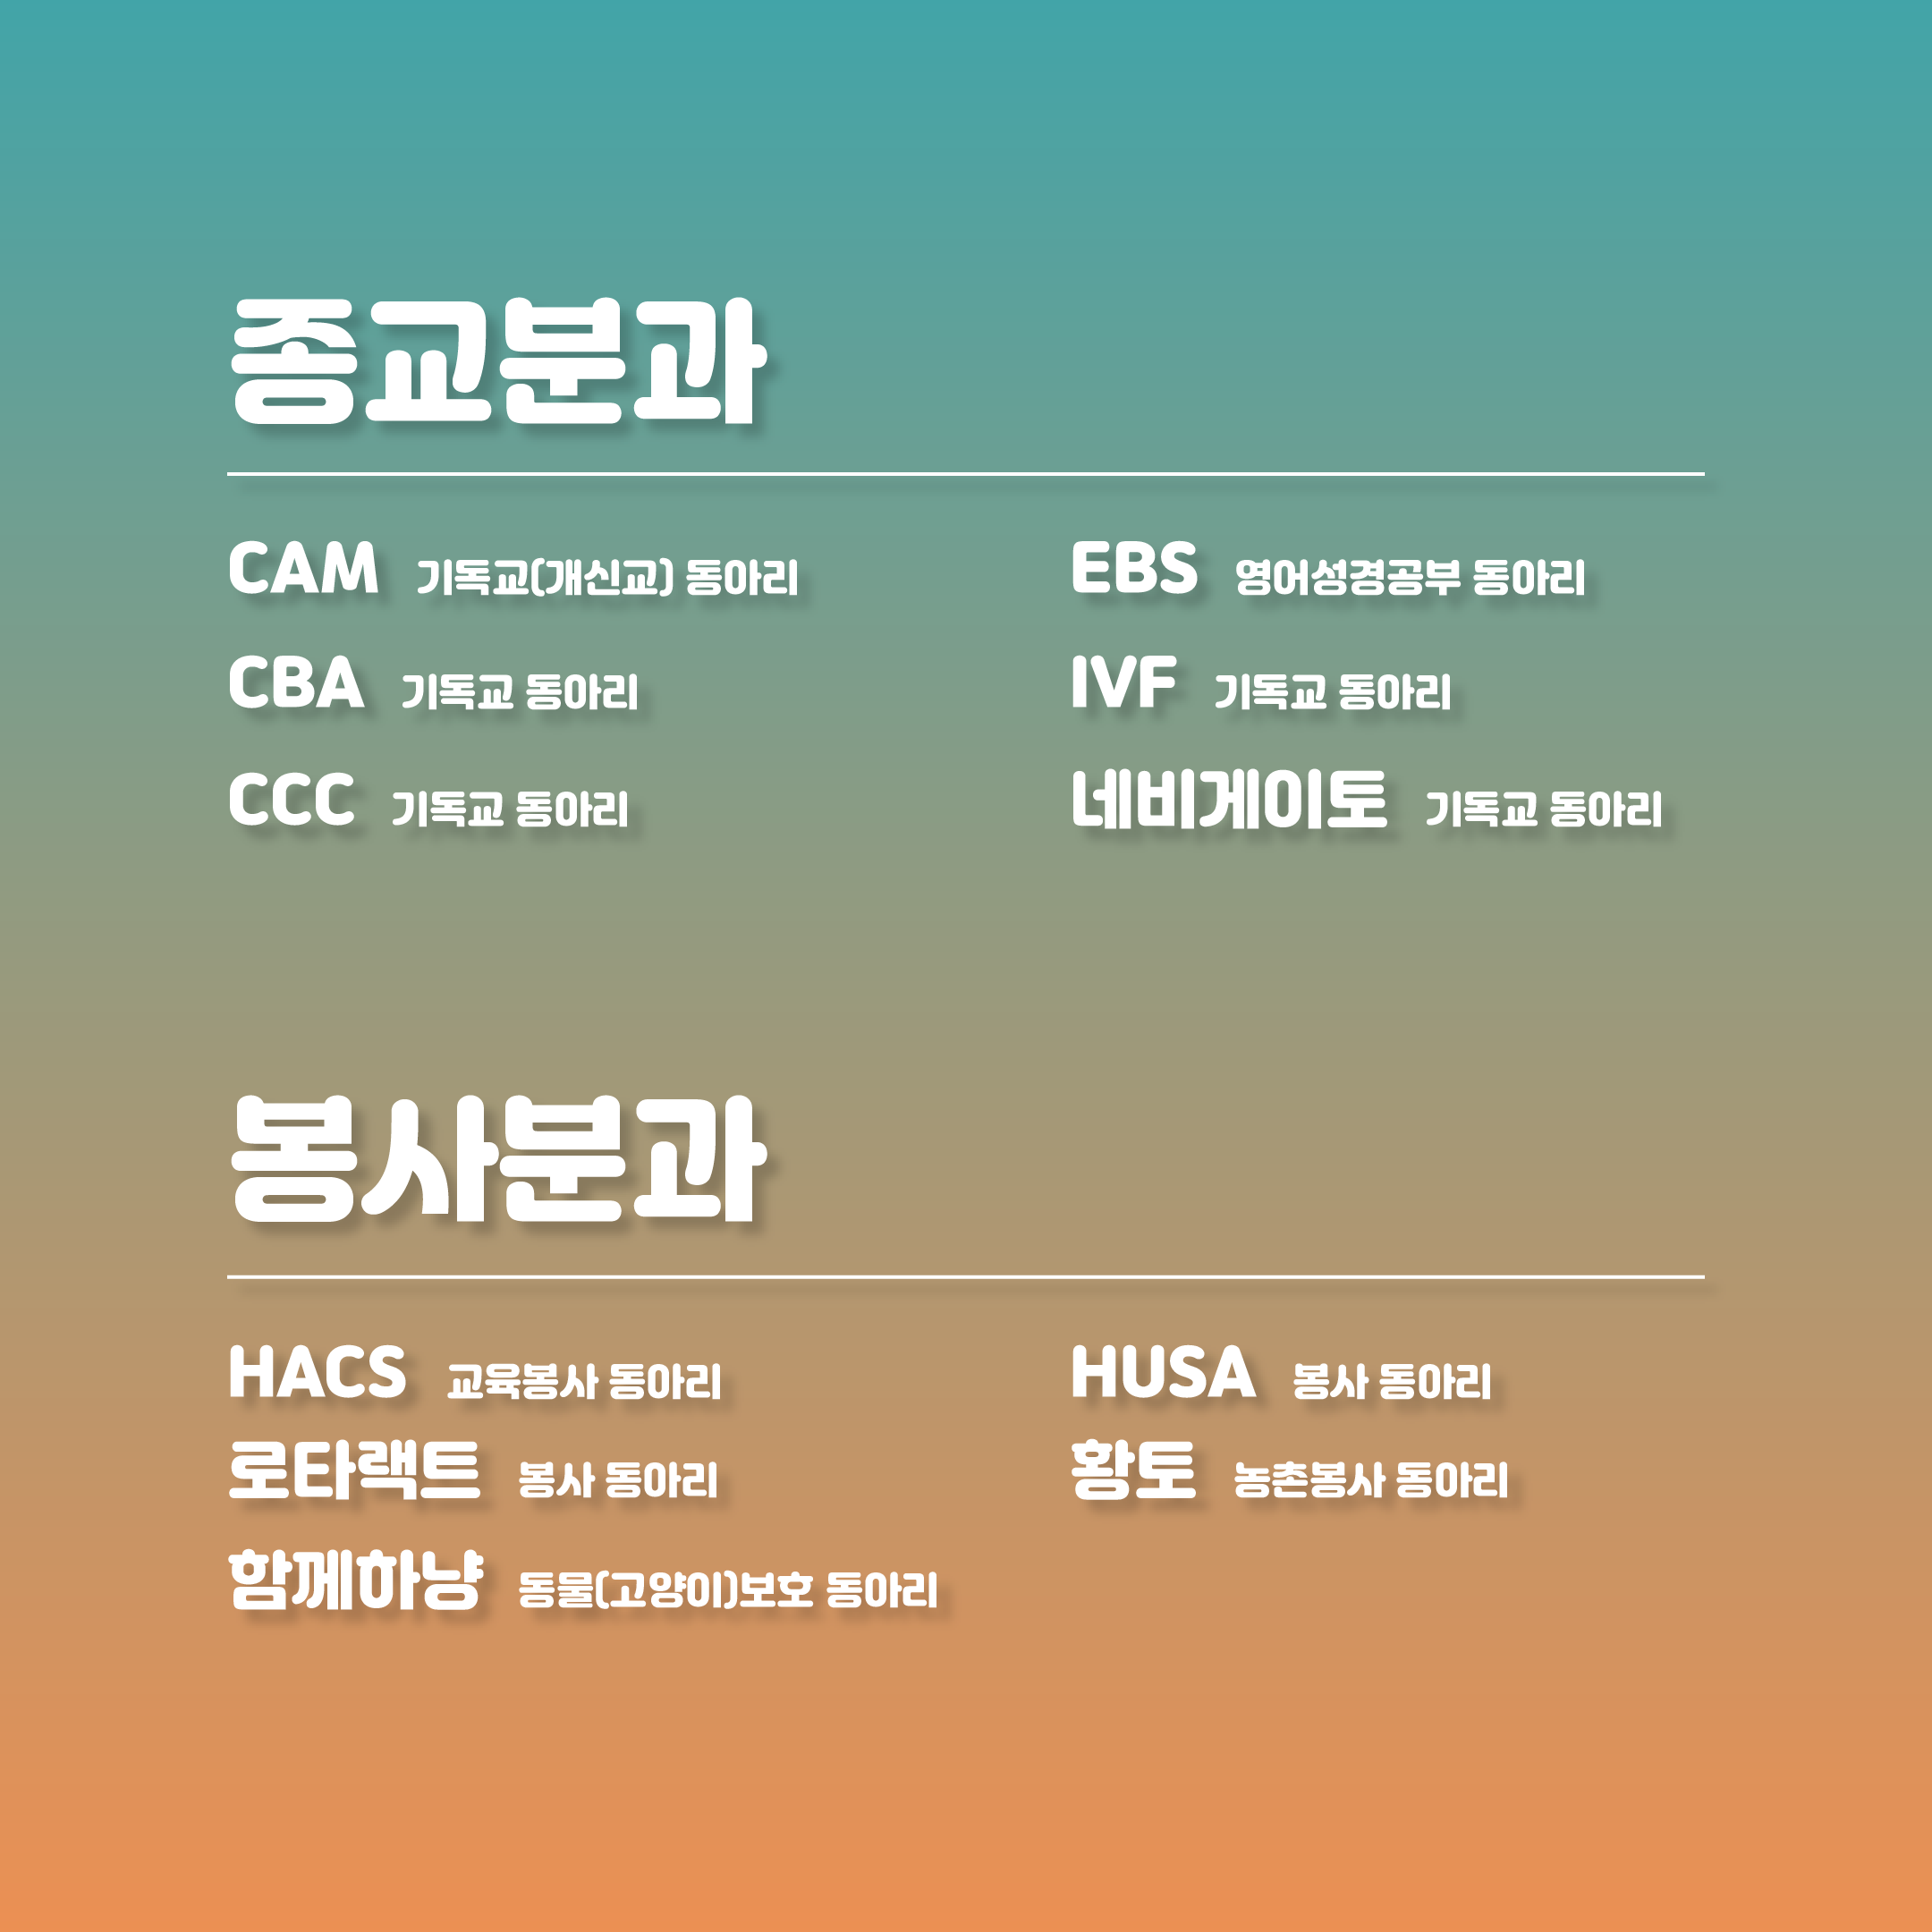 종교분과
CAM 기독교(개신교) 동아리
EBS 영어성경공부 동아리
CBA 기독교 동아리
IVF 기독교 동아리
CCC 기독교 동아리
네비게이토 기독교 동아리
봉사분과
HACS 교육봉사 동아리
HUSA 봉사 동아리
로타랙트 봉사 동아리
황토 농촌봉사 동아리
함께하냥 동물(고양이)보호 동아리